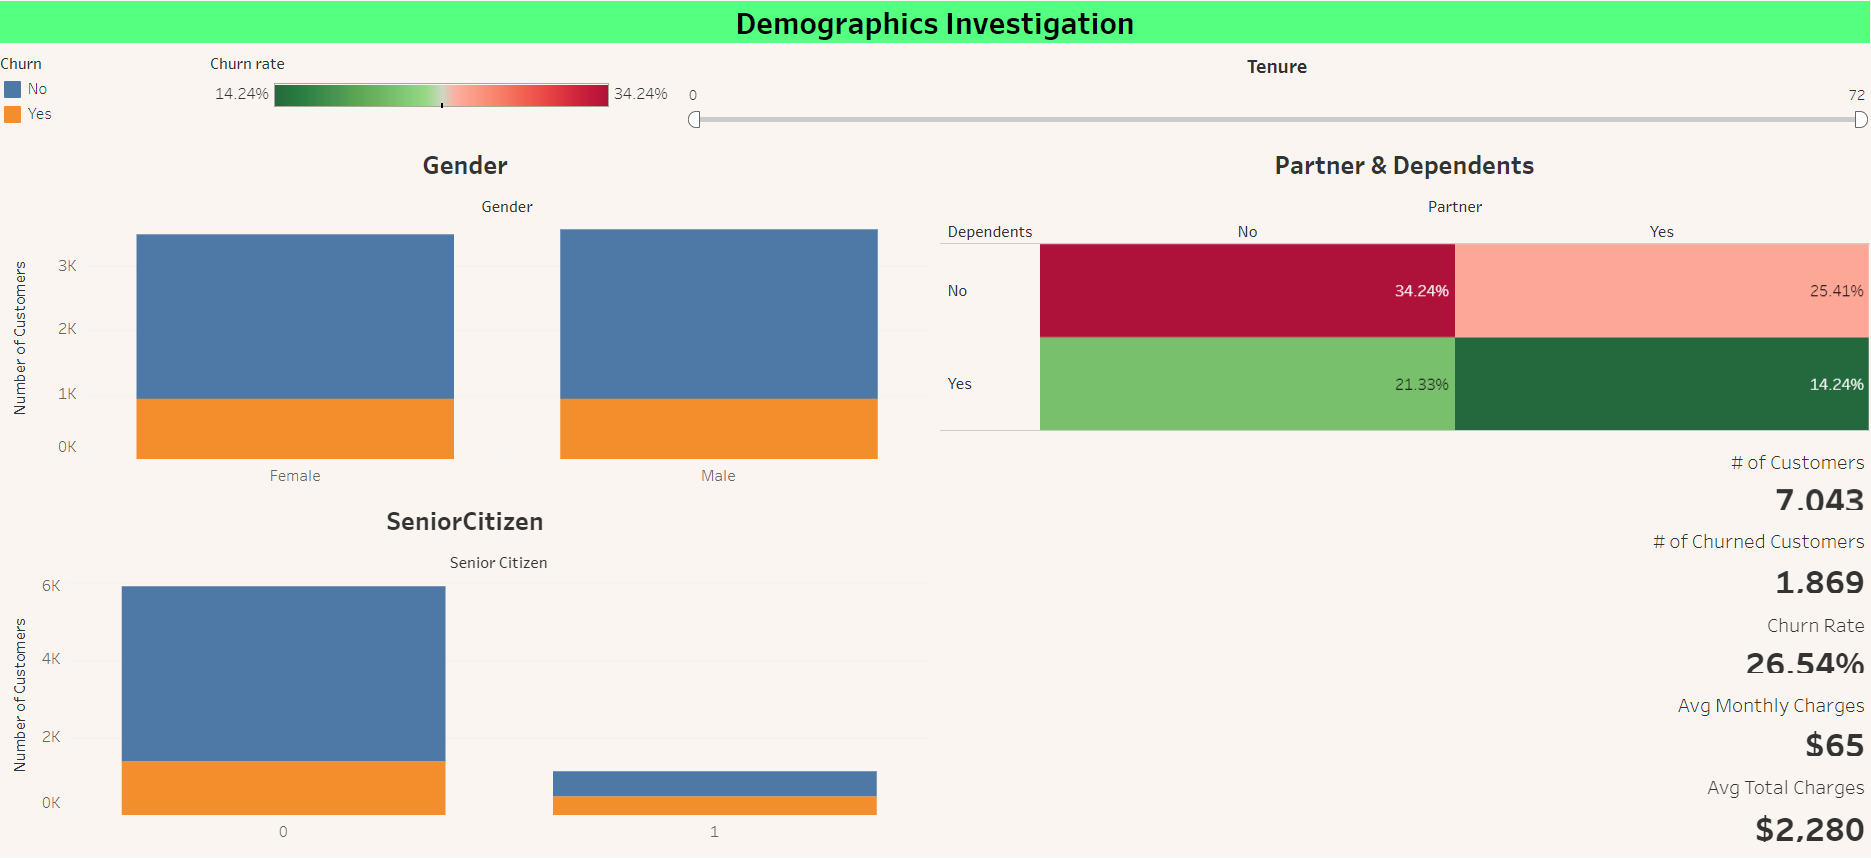 Demographics Investigation
Churn
No
Yes
Churn rate
14.24%
34.24%
Tenure
0
72
Gender
Gender
Number of Customers
3K
2K
1K
0K
Female
Male
Partner & Dependents
Partner
Dependents
No
Yes
No
34.24%
25.41%
Yes
21.33%
14.24%
SeniorCitizen
Senior Citizen
Number of Customers
6K
4K
2K
0K
0
1
# of Customers
7,043
# of Churned Customers
1,869
Churn Rate
26.54%
Avg Monthly Charges
$65
Avg Total Charges
$2,280